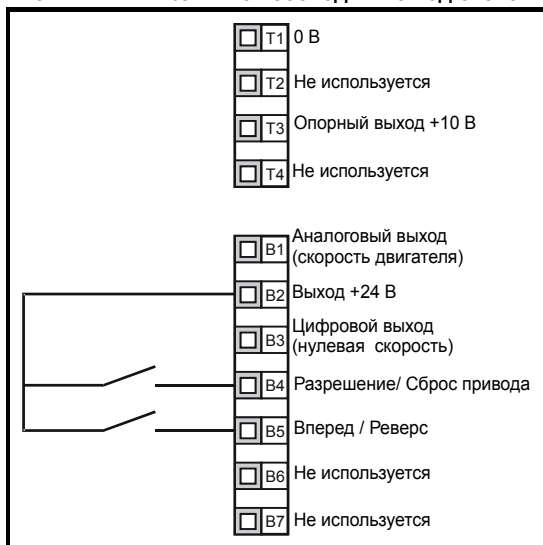 T1 0 В
T2 Не используется
T3 Опорный выход +10 В
T4 Не используется
B1 Аналоговый выход
(скорость двигателя)
B2 Выход +24 В
B3 Цифровой выход
(нулевая скорость)
B4 Разрешение/ Сброс привода
B5 Вперед / Реверс
B6 Не используется
B7 Не используется